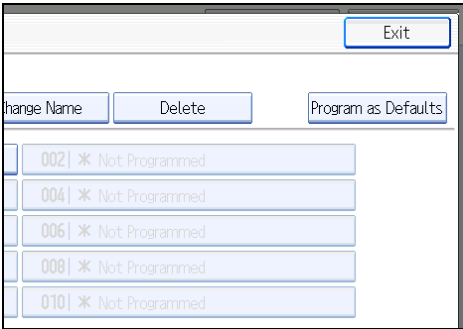 Exit
Change Name Delete Program as Defaults
002 ✱ Not Programmed
004 ✱ Not Programmed
006 ✱ Not Programmed
008 ✱ Not Programmed
010 ✱ Not Programmed